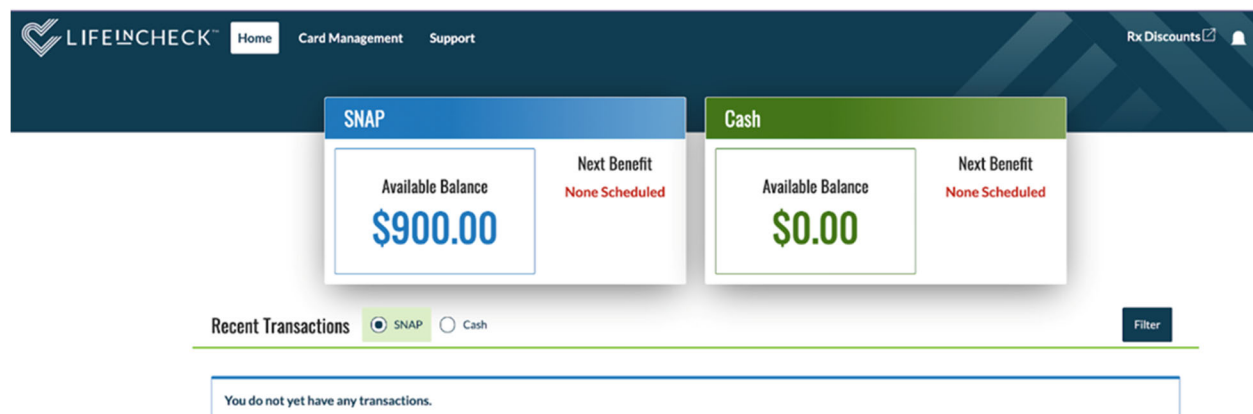 LIFEINCHECK™ Home Card Management Support Rx Discounts
SNAP
Available Balance
$900.00
Next Benefit
None Scheduled
Cash
Available Balance
$0.00
Next Benefit
None Scheduled
Recent Transactions SNAP Cash Filter
You do not yet have any transactions.